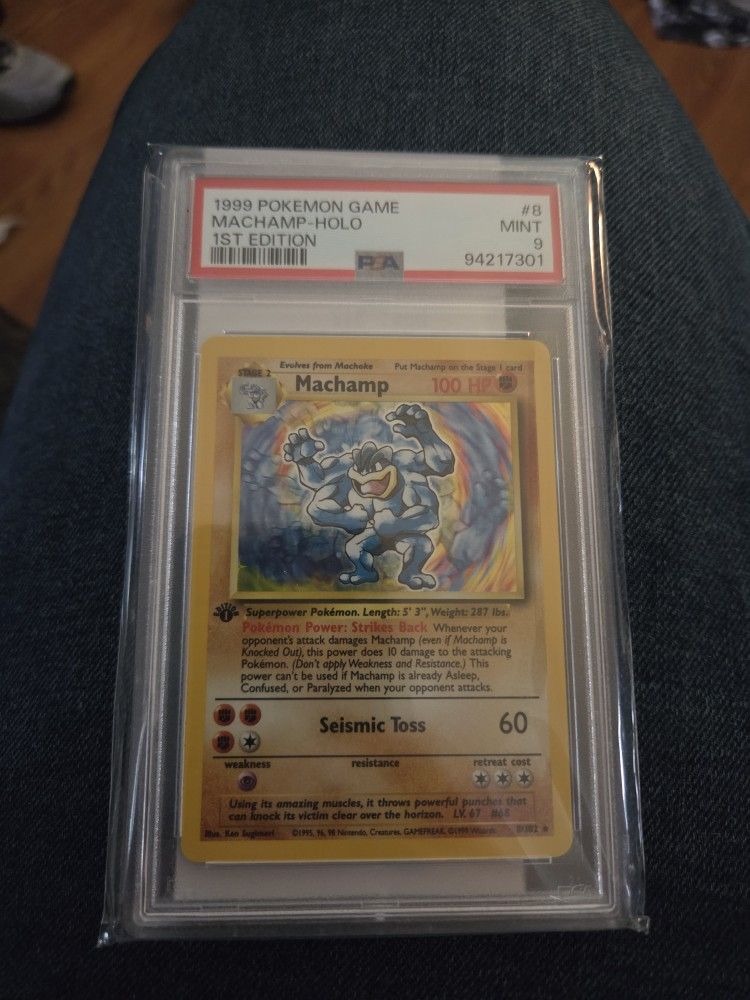 1999 POKEMON GAME #8
MACHAMP-HOLO MINT
1ST EDITION 9
PSA 94217301
Evolves from Machoke Put Machamp on the Stage 1 card
STAGE 2 Machamp 100 HP
EDITION 1
Superpower Pokémon. Length: 5' 3", Weight: 287 lbs.
Pokémon Power: Strikes Back Whenever your
opponent's attack damages Machamp (even if Machamp is
Knocked Out), this power does 10 damage to the attacking
Pokémon. (Don't apply Weakness and Resistance.) This
power can't be used if Machamp is already Asleep,
Confused, or Paralyzed when your opponent attacks.
Seismic Toss 60
weakness resistance retreat cost
Using its amazing muscles, it throws powerful punches that
can knock its victim clear over the horizon. LV. 67 #68
Illus. Ken Sugimori ©1995, 96, 98 Nintendo, Creatures, GAMEFREAK. ©1999 Wizards. 8/102 ★